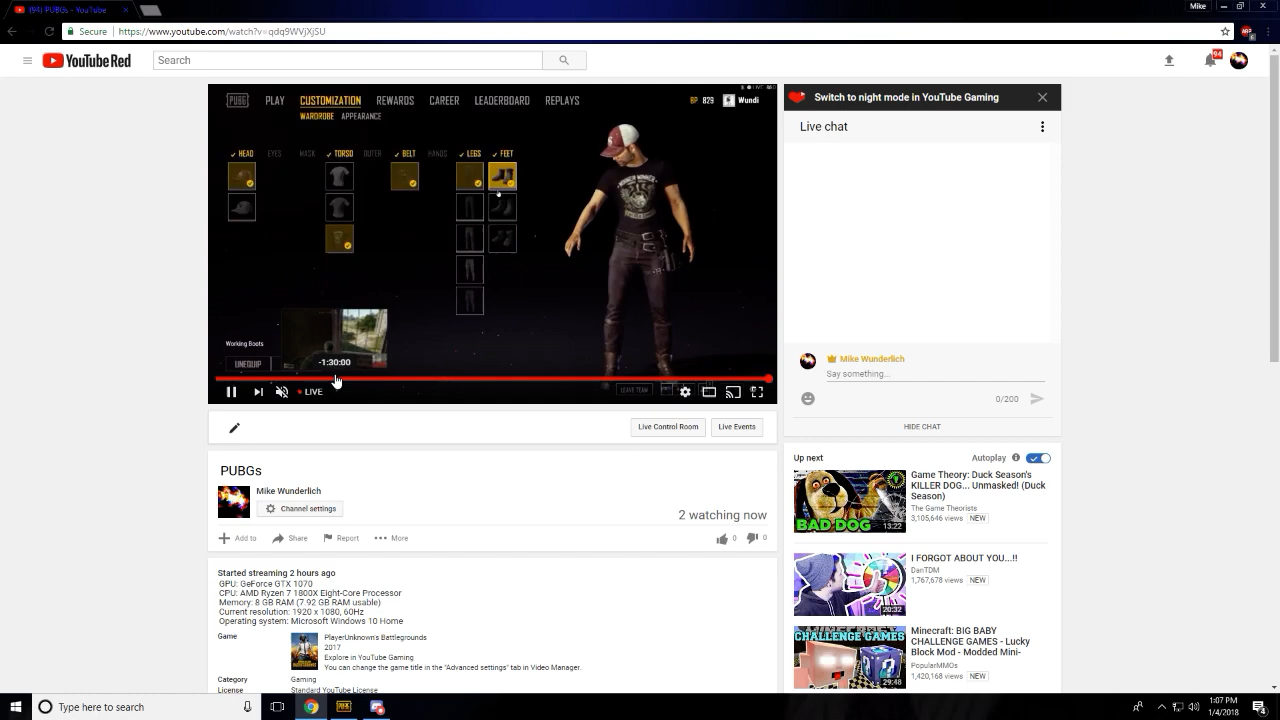 (94) PUBGs - YouTube
Mike
Secure https://www.youtube.com/watch?v=qdq9WVjXjSU
YouTube Red
Search
94
PUBG PLAY CUSTOMIZATION REWARDS CAREER LEADERBOARD REPLAYS
BP 829 Wundi
WARDROBE APPEARANCE
HEAD EYES MASK TORSO OUTER BELT HANDS LEGS FEET
Working Boots
UNEQUIP
-1:30:00
LEAVE TEAM
LIVE
Switch to night mode in YouTube Gaming
Live chat
Mike Wunderlich
Say something...
0/200
HIDE CHAT
Live Control Room Live Events
PUBGs
Mike Wunderlich
Channel settings
2 watching now
Add to Share Report More
0 0
Started streaming 2 hours ago
GPU: GeForce GTX 1070
CPU: AMD Ryzen 7 1800X Eight-Core Processor
Memory: 8 GB RAM (7.92 GB RAM usable)
Current resolution: 1920 x 1080, 60Hz
Operating system: Microsoft Windows 10 Home
Game PlayerUnknown's Battlegrounds
2017
Explore in YouTube Gaming
You can change the game title in the "Advanced settings" tab in Video Manager.
Category Gaming
License Standard YouTube License
Up next Autoplay
BAD DOG
13:22
Game Theory: Duck Season's
KILLER DOG... Unmasked! (Duck
Season)
The Game Theorists
3,105,646 views NEW
20:32
I FORGOT ABOUT YOU...!!
DanTDM
1,767,678 views NEW
CHALLENGE GAMES
29:48
Minecraft: BIG BABY
CHALLENGE GAMES - Lucky
Block Mod - Modded Mini-
PopularMMOs
1,420,168 views NEW
Type here to search
1:07 PM
1/4/2018
4